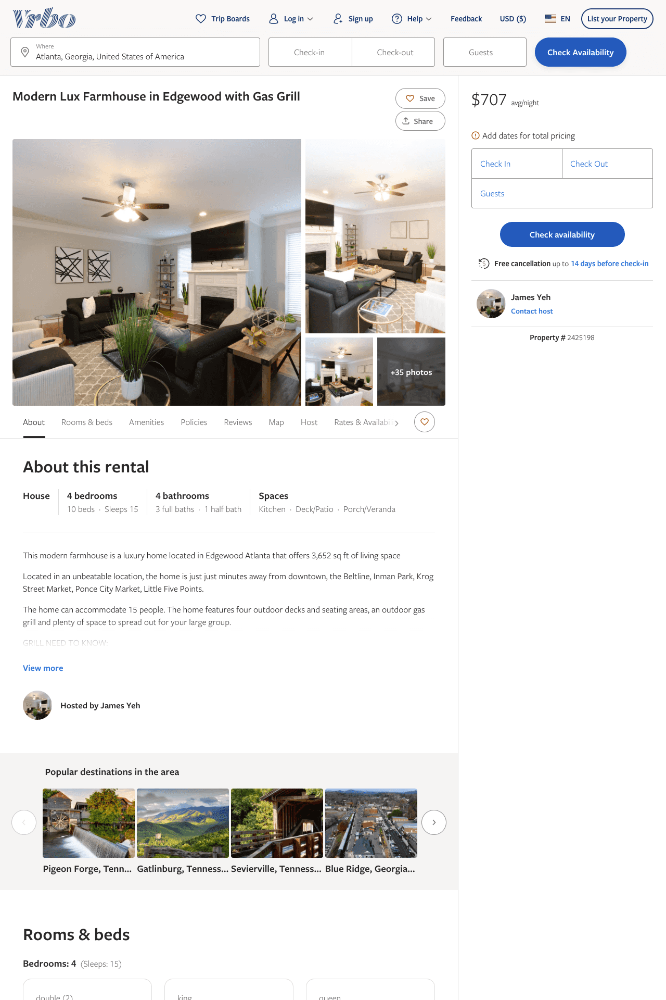 Vrbo
Trip Boards
Log in
Sign up
Help
Feedback
USD ($)
EN
List your Property
Where
Atlanta, Georgia, United States of America
Check-in
Check-out
Guests
Check Availability
Modern Lux Farmhouse in Edgewood with Gas Grill
Save
Share
+35 photos
$707 avg/night
Add dates for total pricing
Check In
Check Out
Guests
Check availability
Free cancellation up to 14 days before check-in
James Yeh
Contact host
Property # 2425198
About
Rooms & beds
Amenities
Policies
Reviews
Map
Host
Rates & Availabili
About this rental
House
4 bedrooms
10 beds · Sleeps 15
4 bathrooms
3 full baths · 1 half bath
Spaces
Kitchen · Deck/Patio · Porch/Veranda
This modern farmhouse is a luxury home located in Edgewood Atlanta that offers 3,652 sq ft of living space
Located in an unbeatable location, the home is just just minutes away from downtown, the Beltline, Inman Park, Krog
Street Market, Ponce City Market, Little Five Points.
The home can accommodate 15 people. The home features four outdoor decks and seating areas, an outdoor gas
grill and plenty of space to spread out for your large group.
GRILL NEED TO KNOW:
View more
Hosted by James Yeh
Popular destinations in the area
Pigeon Forge, Tenn...
Gatlinburg, Tenness...
Sevierville, Tenness...
Blue Ridge, Georgia...
Rooms & beds
Bedrooms: 4 (Sleeps: 15)
double (2)
king
queen